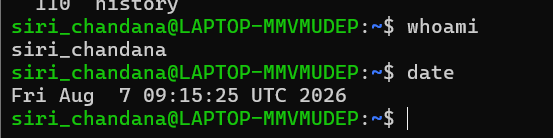 110 history
siri_chandana@LAPTOP-MMVMUDEP:~$ whoami
siri_chandana
siri_chandana@LAPTOP-MMVMUDEP:~$ date
Fri Aug  7 09:15:25 UTC 2026
siri_chandana@LAPTOP-MMVMUDEP:~$